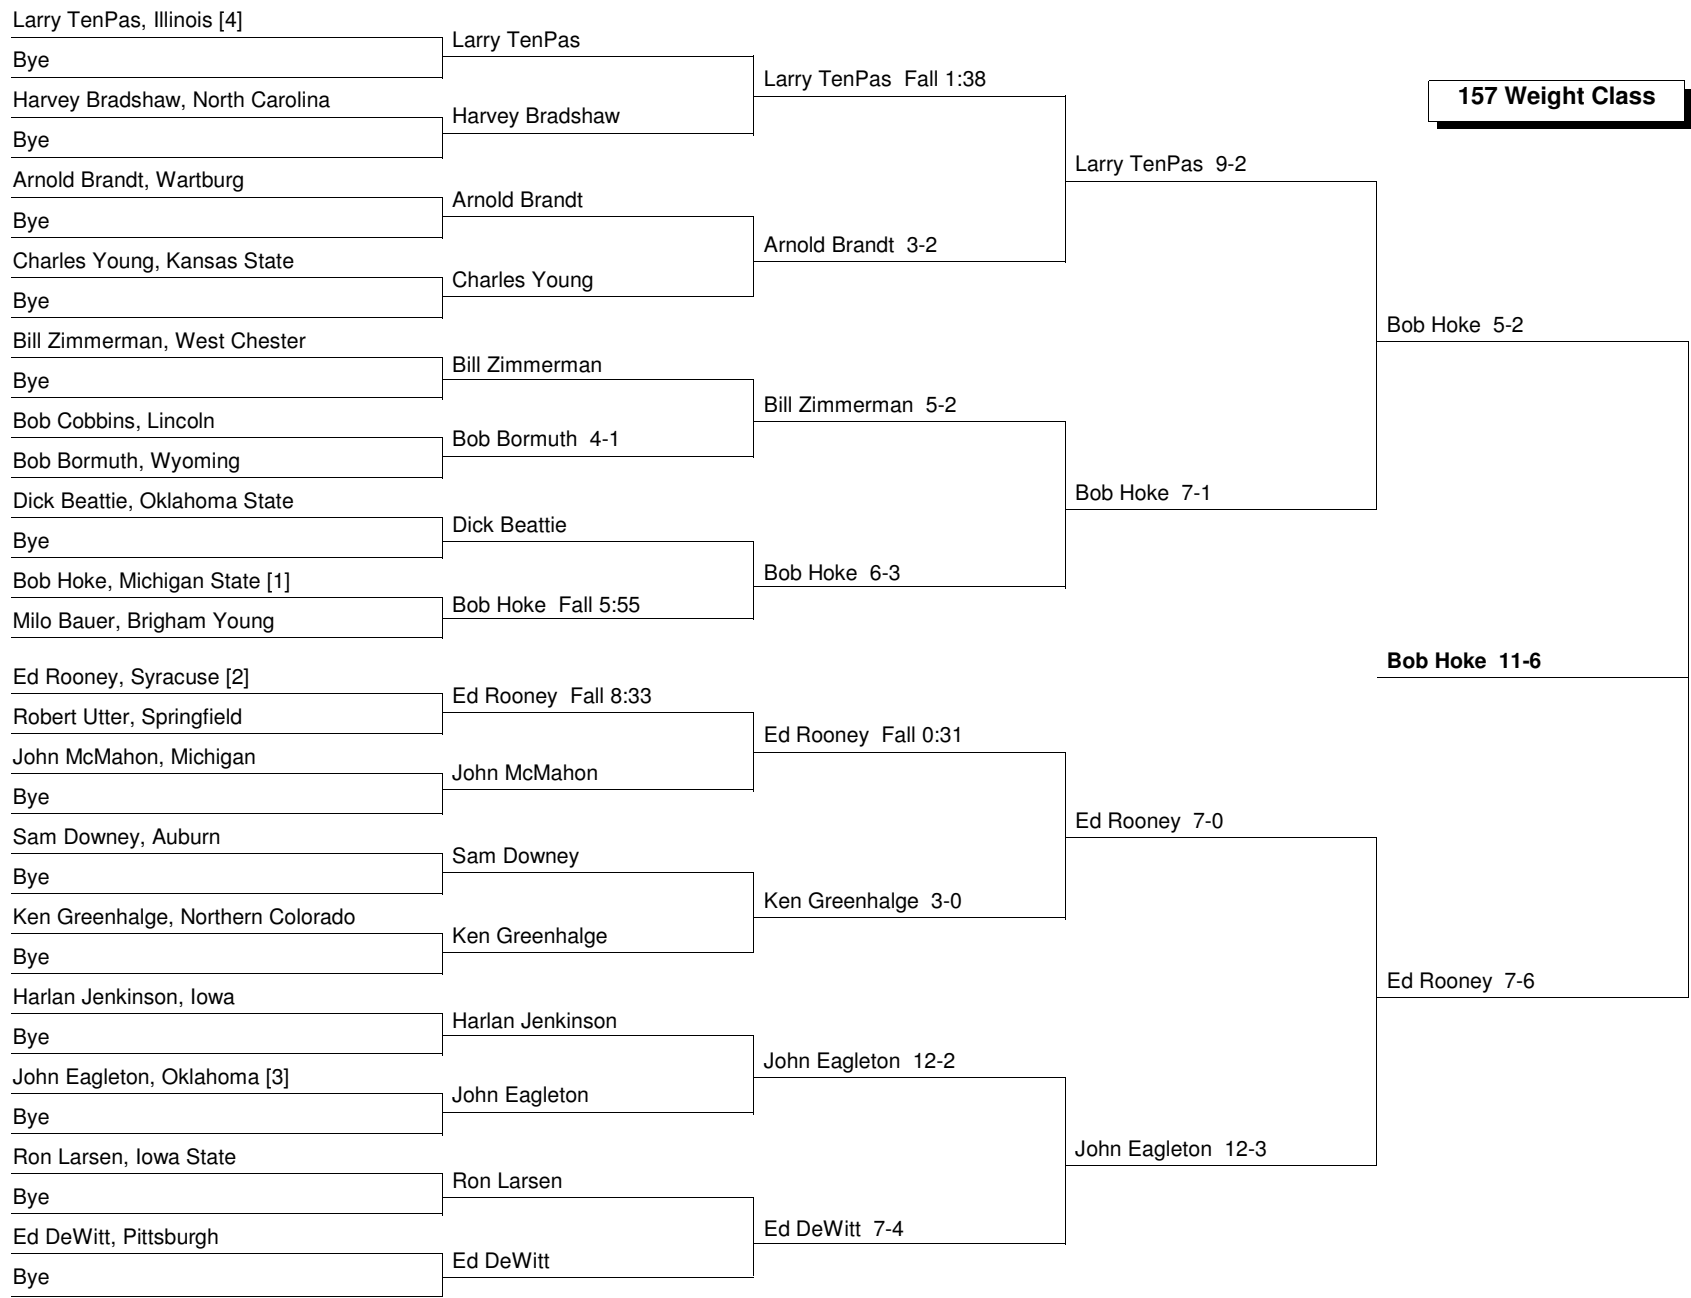 Larry TenPas, Illinois [4]
Bye
Harvey Bradshaw, North Carolina
Bye
Arnold Brandt, Wartburg
Bye
Charles Young, Kansas State
Bye
Bill Zimmerman, West Chester
Bye
Bob Cobbins, Lincoln
Bob Bormuth, Wyoming
Dick Beattie, Oklahoma State
Bye
Bob Hoke, Michigan State [1]
Milo Bauer, Brigham Young
Ed Rooney, Syracuse [2]
Robert Utter, Springfield
John McMahon, Michigan
Bye
Sam Downey, Auburn
Bye
Ken Greenhalge, Northern Colorado
Bye
Harlan Jenkinson, Iowa
Bye
John Eagleton, Oklahoma [3]
Bye
Ron Larsen, Iowa State
Bye
Ed DeWitt, Pittsburgh
Bye
Larry TenPas
Harvey Bradshaw
Arnold Brandt
Charles Young
Bill Zimmerman
Bob Bormuth 4-1
Dick Beattie
Bob Hoke Fall 5:55
Ed Rooney Fall 8:33
John McMahon
Sam Downey
Ken Greenhalge
Harlan Jenkinson
John Eagleton
Ron Larsen
Ed DeWitt
Larry TenPas Fall 1:38
Arnold Brandt 3-2
Bill Zimmerman 5-2
Bob Hoke 6-3
Ed Rooney Fall 0:31
Ken Greenhalge 3-0
John Eagleton 12-2
Ed DeWitt 7-4
Larry TenPas 9-2
Bob Hoke 7-1
Ed Rooney 7-0
John Eagleton 12-3
157 Weight Class
Bob Hoke 5-2
Bob Hoke 11-6
Ed Rooney 7-6